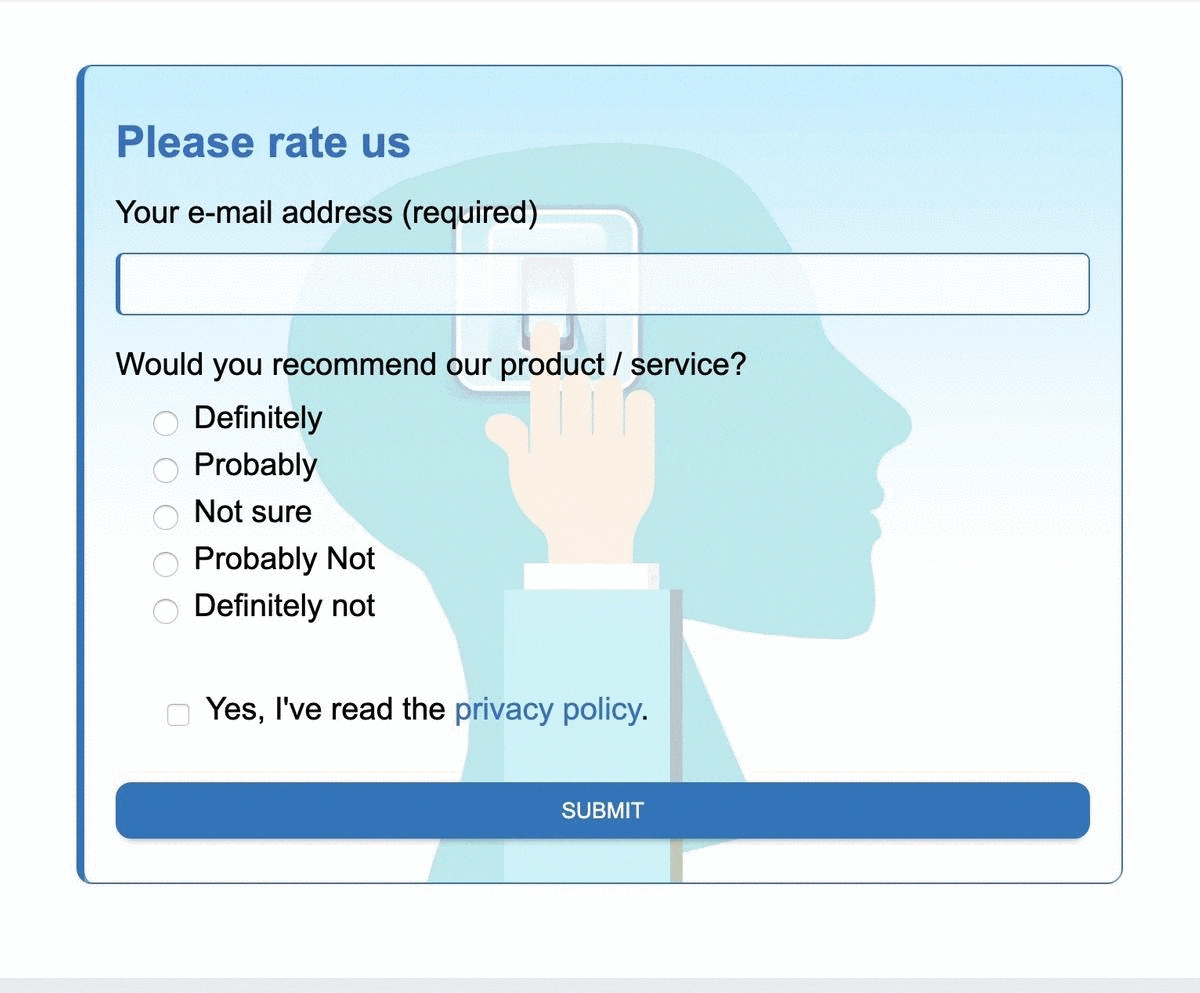 Please rate us
Your e-mail address (required)
Would you recommend our product / service?
Definitely
Probably
Not sure
Probably Not
Definitely not
Yes, I've read the privacy policy.
SUBMIT